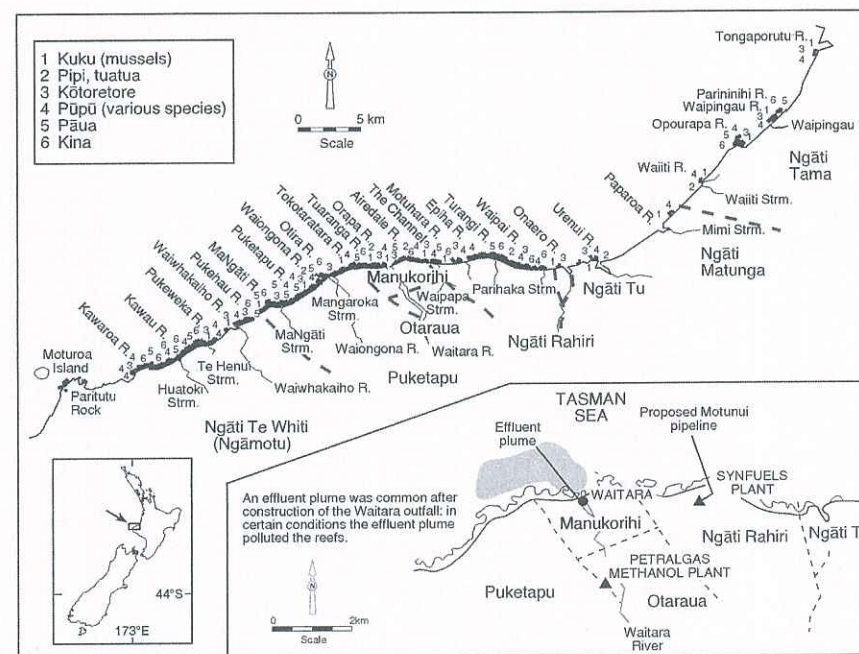 1 Kuku (mussels)
2 Pipi, tuatua
3 Kōtoretore
4 Pūpū (various species)
5 Pāua
6 Kina
N
0 5 km
Scale
Tongaporutu R.
Parininihi R.
Waipingau R.
Waipingau
Opourapa R.
Ngāti
Tama
Waiiti R.
Waiiti Strm.
Paparoa R.
Mimi Strm.
Ngāti
Matunga
Urenui R.
Onaero R.
Waipai R.
Turangi R.
Epiha R.
Motuhara R.
The Channel
Airedale R.
Orapa R.
Tuaranga R.
Tokotaratara R.
Otira R.
Waiongona R.
Puketapu R.
MaNgāti R.
Pukehau R.
Waiwhakaiho R.
Pukeweka R.
Kawau R.
Kawaroa R.
Moturoa
Island
Paritutu
Rock
Huatoki
Strm.
Te Henui
Strm.
Waiwhakaiho R.
MaNgāti
Strm.
Mangaroka
Strm.
Waiongona R.
Manukorihi
Otaraua
Waitara R.
Waipapa
Strm.
Parihaka Strm.
Ngāti Rahiri
Ngāti Tu
Puketapu
Ngāti Te Whiti
(Ngāmotu)
44°S
173°E
TASMAN
SEA
Effluent
plume
Proposed Motunui
pipeline
WAITARA
SYNFUELS
PLANT
An effluent plume was common after
construction of the Waitara outfall: in
certain conditions the effluent plume
polluted the reefs.
Manukorihi
Ngāti Rahiri
Ngāti T
PETRALGAS
METHANOL PLANT
Puketapu
Otaraua
Waitara
River
N
0 2km
Scale